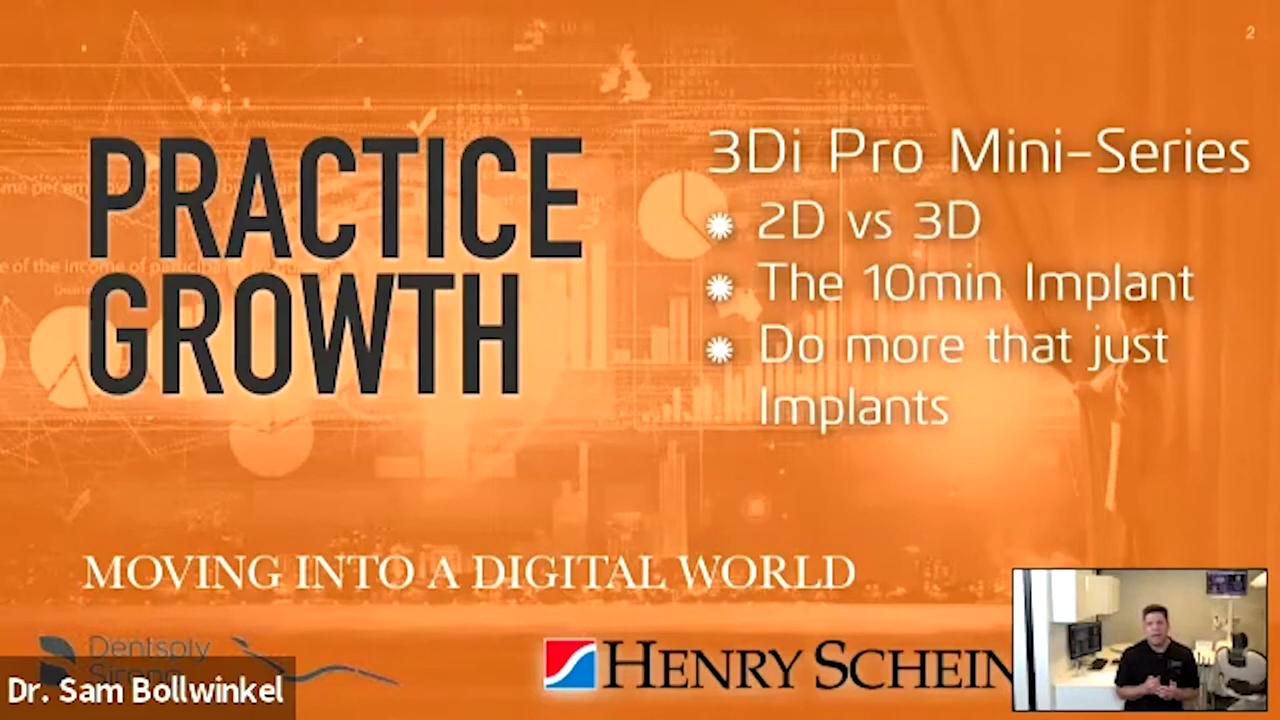 2
PRACTICE
GROWTH
3Di Pro Mini-Series
2D vs 3D
The 10min Implant
Do more that just
Implants
MOVING INTO A DIGITAL WORLD
Dentsply
Sirona
HENRY SCHEIN
Dr. Sam Bollwinkel